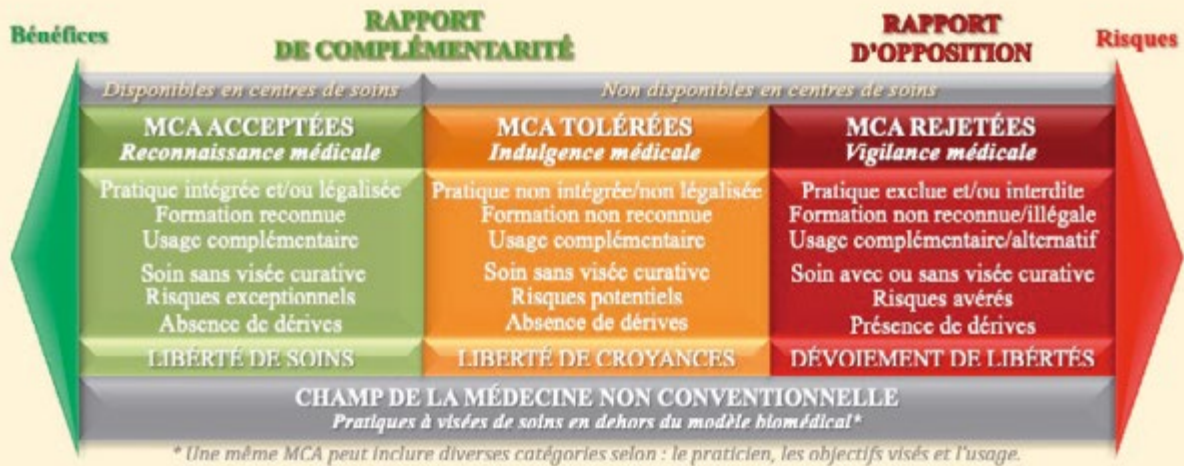 Bénéfices
RAPPORT
DE COMPLÉMENTARITÉ
RAPPORT
D'OPPOSITION
Risques
Disponibles en centres de soins
Non disponibles en centres de soins
MCA ACCEPTÉES
Reconnaissance médicale
Pratique intégrée et/ou légalisée
Formation reconnue
Usage complémentaire
Soin sans visée curative
Risques exceptionnels
Absence de dérives
LIBÉRTÉ DE SOINS
MCA TOLÉRÉES
Indulgence médicale
Pratique non intégrée/non légalisée
Formation non reconnue
Usage complémentaire
Soin sans visée curative
Risques potentiels
Absence de dérives
LIBERTÉ DE CROYANCES
MCA REJETÉES
Vigilance médicale
Pratique exclue et/ou interdite
Formation non reconnue/illégale
Usage complémentaire/alternatif
Soin avec ou sans visée curative
Risques avérés
Présence de dérives
DÉVOIEMENT DE LIBERTÉS
CHAMP DE LA MÉDECINE NON CONVENTIONNELLE
Pratiques à visées de soins en dehors du modèle biomédical*
* Une même MCA peut inclure diverses catégories selon : le praticien, les objectifs visés et l'usage.